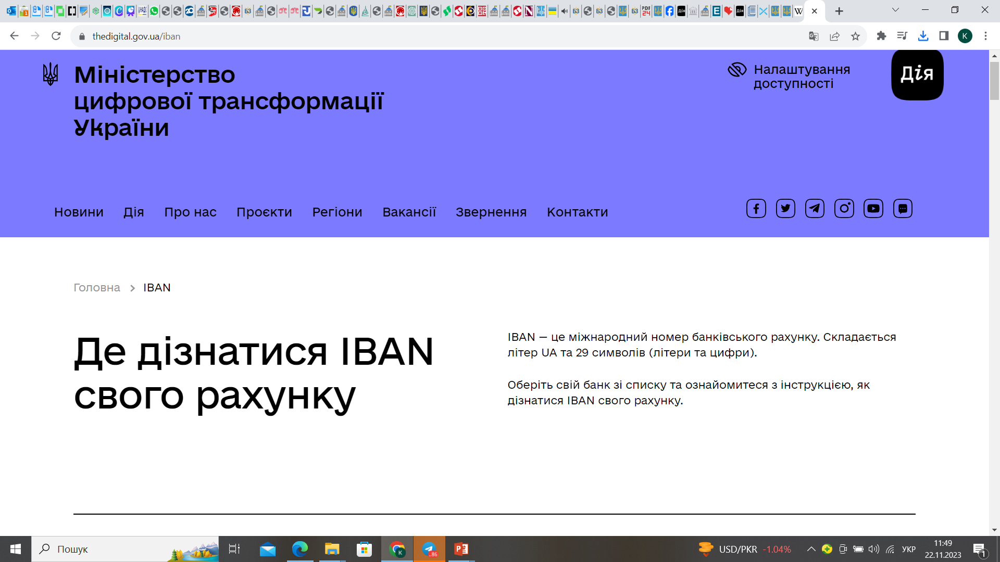 thedigital.gov.ua/iban
K
Міністерство
цифрової трансформації
України
Налаштування
доступності
Дія
Новини Дія Про нас Проєкти Регіони Вакансії Звернення Контакти
Головна > IBAN
Де дізнатися IBAN
свого рахунку
IBAN — це міжнародний номер банківського рахунку. Складається
літер UA та 29 символів (літери та цифри).
Оберіть свій банк зі списку та ознайомитеся з інструкцією, як
дізнатися IBAN свого рахунку.
Пошук
USD/PKR -1.04%
УКР
11:49
22.11.2023
1